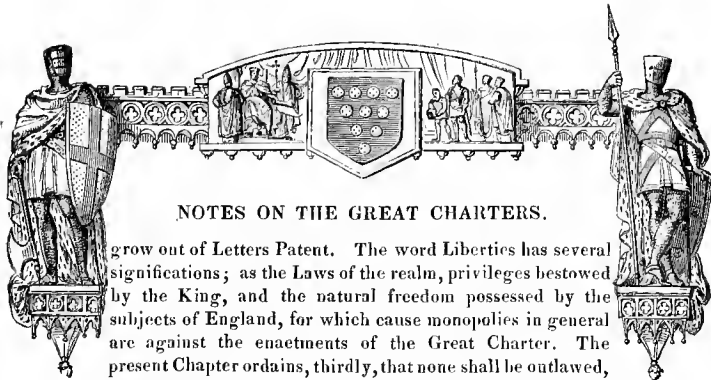 NOTES ON THE GREAT CHARTERS.
grow out of Letters Patent. The word Liberties has several
significations; as the Laws of the realm, privileges bestowed
by the King, and the natural freedom possessed by the
subjects of England, for which cause monopolies in general
are against the enactments of the Great Charter. The
present Chapter ordains, thirdly, that none shall be outlawed,